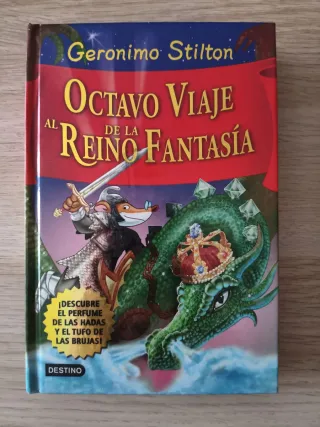 Geronimo Stilton
OCTAVO VIAJE
AL REINO DE LA FANTASÍA
¡DESCUBRE
EL PERFUME
DE LAS HADAS
Y EL TUFO DE
LAS BRUJAS!
DESTINO